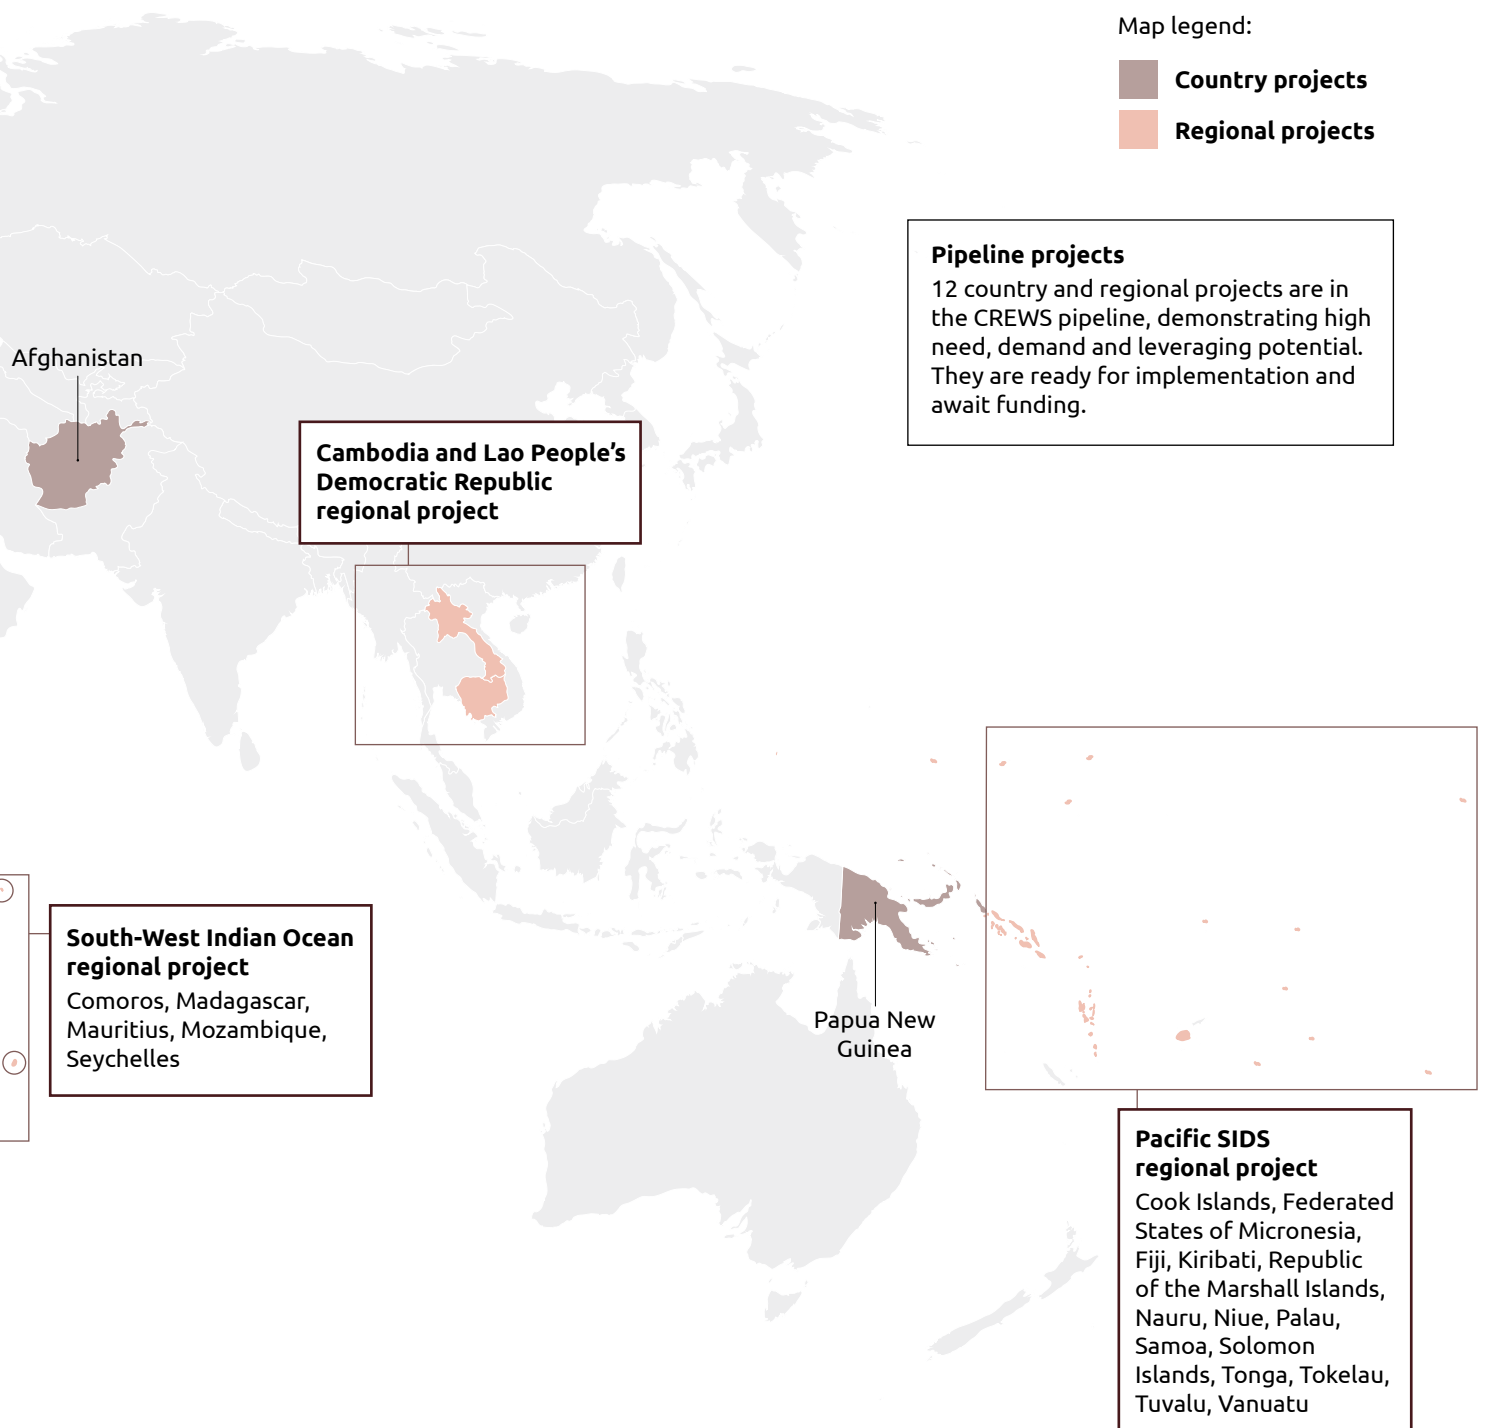 Map legend:
Country projects
Regional projects
Pipeline projects
12 country and regional projects are in
the CREWS pipeline, demonstrating high
need, demand and leveraging potential.
They are ready for implementation and
await funding.
Afghanistan
Cambodia and Lao People’s
Democratic Republic
regional project
South-West Indian Ocean
regional project
Comoros, Madagascar,
Mauritius, Mozambique,
Seychelles
Papua New
Guinea
Pacific SIDS
regional project
Cook Islands, Federated
States of Micronesia,
Fiji, Kiribati, Republic
of the Marshall Islands,
Nauru, Niue, Palau,
Samoa, Solomon
Islands, Tonga, Tokelau,
Tuvalu, Vanuatu